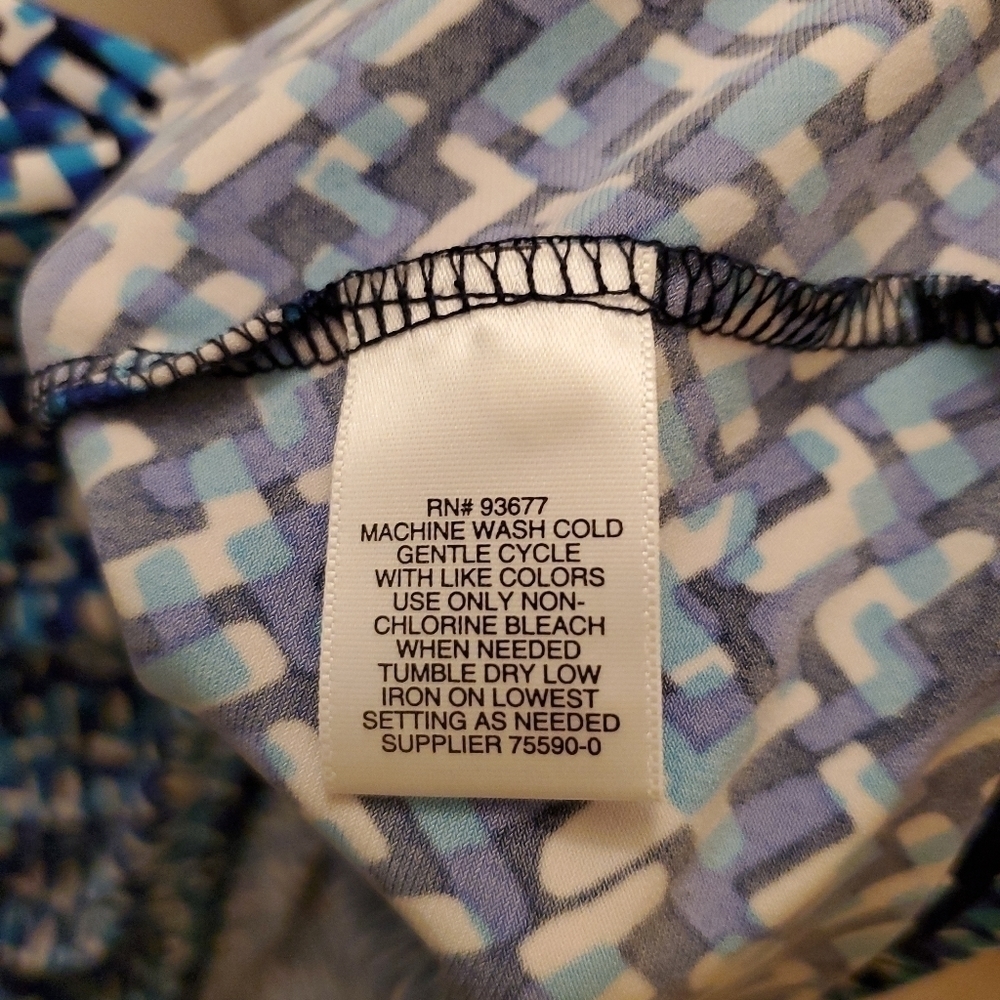 RN# 93677
MACHINE WASH COLD
GENTLE CYCLE
WITH LIKE COLORS
USE ONLY NON-
CHLORINE BLEACH
WHEN NEEDED
TUMBLE DRY LOW
IRON ON LOWEST
SETTING AS NEEDED
SUPPLIER 75590-0